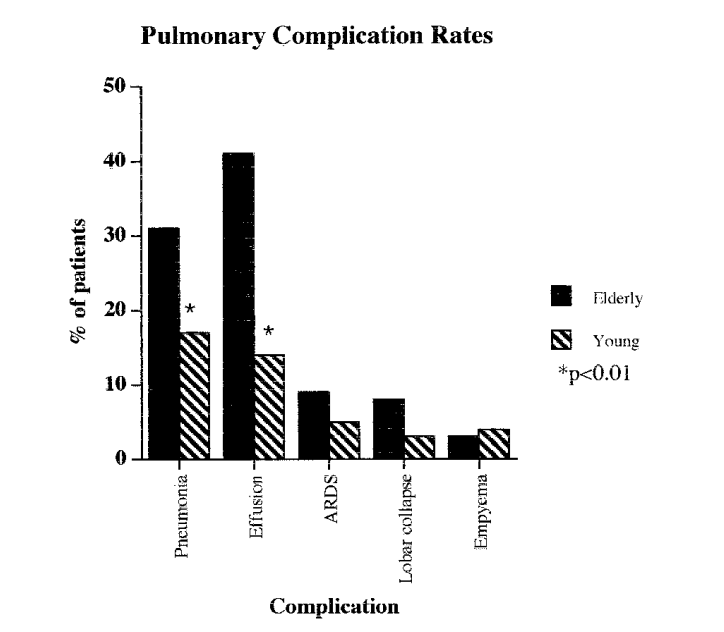 Pulmonary Complication Rates
50
40
30
20
10
0
% of patients
*
*
Pneumonia
Effusion
ARDS
Lobar collapse
Empyema
Complication
Elderly
Young
*p<0.01